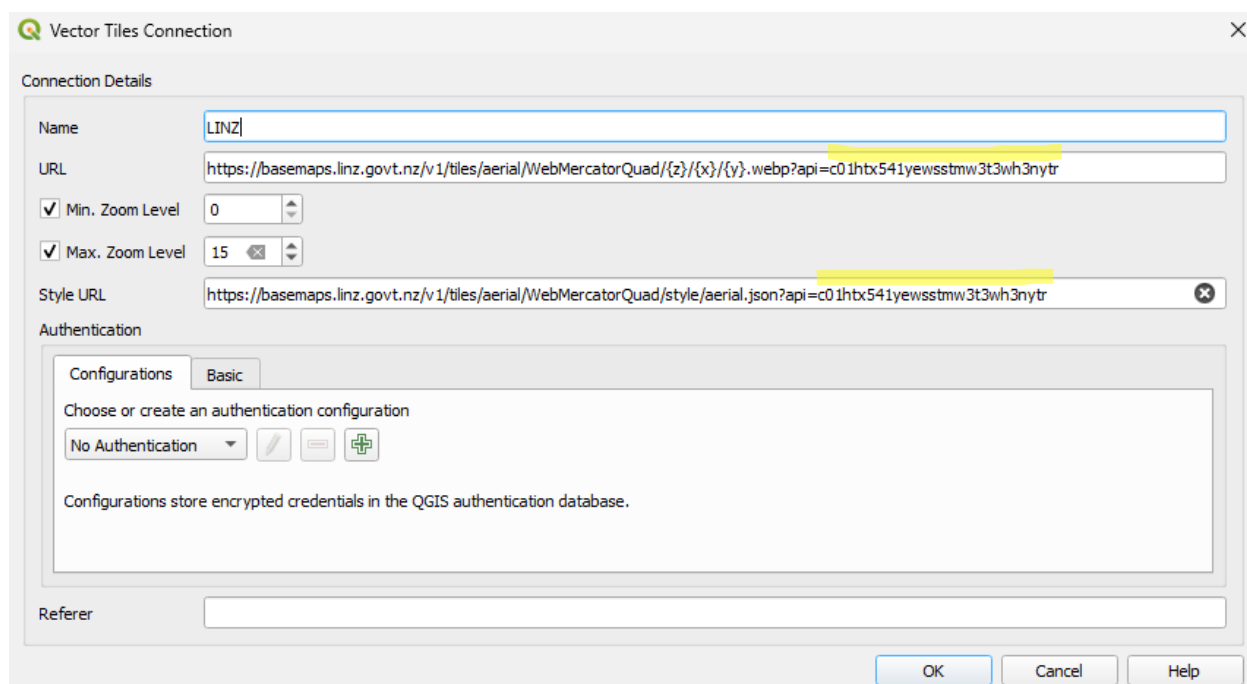 Vector Tiles Connection
Connection Details
Name LINZ
URL https://basemaps.linz.govt.nz/v1/tiles/aerial/WebMercatorQuad/{z}/{x}/{y}.webp?api=c01htx541yewsstmw3t3wh3nytr
Min. Zoom Level 0
Max. Zoom Level 15
Style URL https://basemaps.linz.govt.nz/v1/tiles/aerial/WebMercatorQuad/style/aerial.json?api=c01htx541yewsstmw3t3wh3nytr
Authentication
Configurations Basic
Choose or create an authentication configuration
No Authentication
Configurations store encrypted credentials in the QGIS authentication database.
Referer
OK Cancel Help